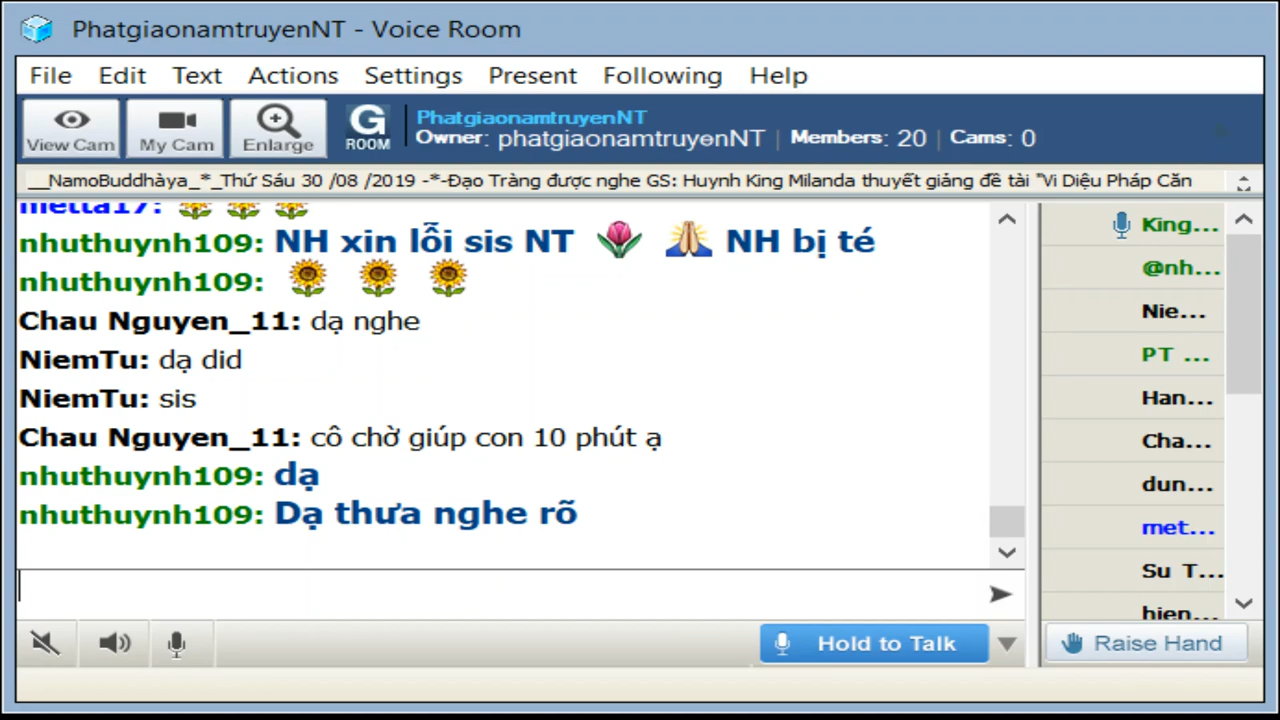 PhatgiaonamtruyenNT - Voice Room
File Edit Text Actions Settings Present Following Help
View Cam My Cam Enlarge G ROOM
PhatgiaonamtruyenNT
Owner: phatgiaonamtruyenNT | Members: 20 | Cams: 0
__NamoBuddhàya_*_Thứ Sáu 30 /08 /2019 -*-Đạo Tràng được nghe GS: Huynh King Milanda thuyết giảng đề tài "Vi Diệu Pháp Căn
metta17:
nhuthuynh109: NH xin lỗi sis NT NH bị té
nhuthuynh109:
Chau Nguyen_11: dạ nghe
NiemTu: dạ did
NiemTu: sis
Chau Nguyen_11: cô chờ giúp con 10 phút ạ
nhuthuynh109: dạ
nhuthuynh109: Dạ thưa nghe rõ
King...
@nh...
Nie...
PT ...
Han...
Cha...
dun...
met...
Su T...
hien...
Hold to Talk
Raise Hand